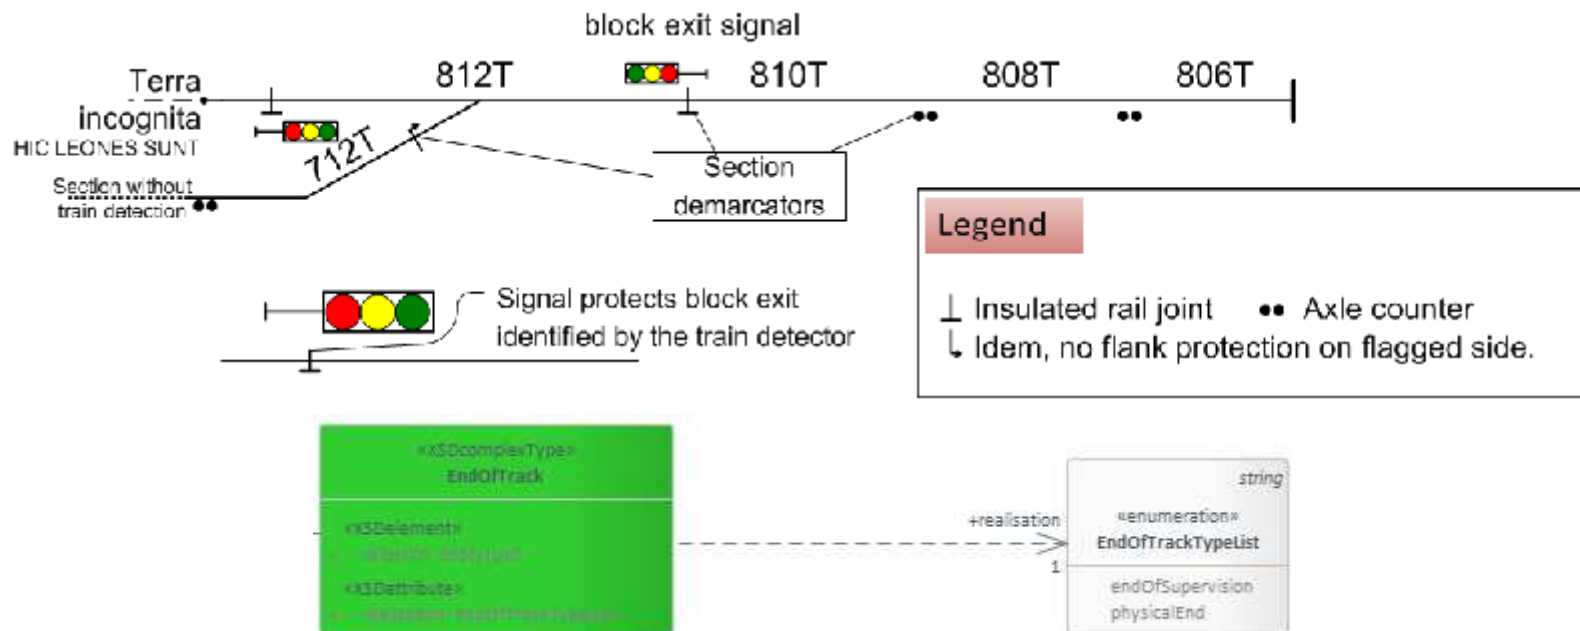 block exit signal
Terra
incognita
HIC LEONES SUNT
812T
810T
808T
806T
712T
Section without
train detection
Section
demarcators
Legend
Insulated rail joint
Axle counter
Idem, no flank protection on flagged side.
Signal protects block exit
identified by the train detector
«XSDcomplexType»
EndOfTrack
«XSDelement»
«XSDattribute»
+realisation
1
string
«enumeration»
EndOfTrackTypeList
endOfSupervision
physicalEnd